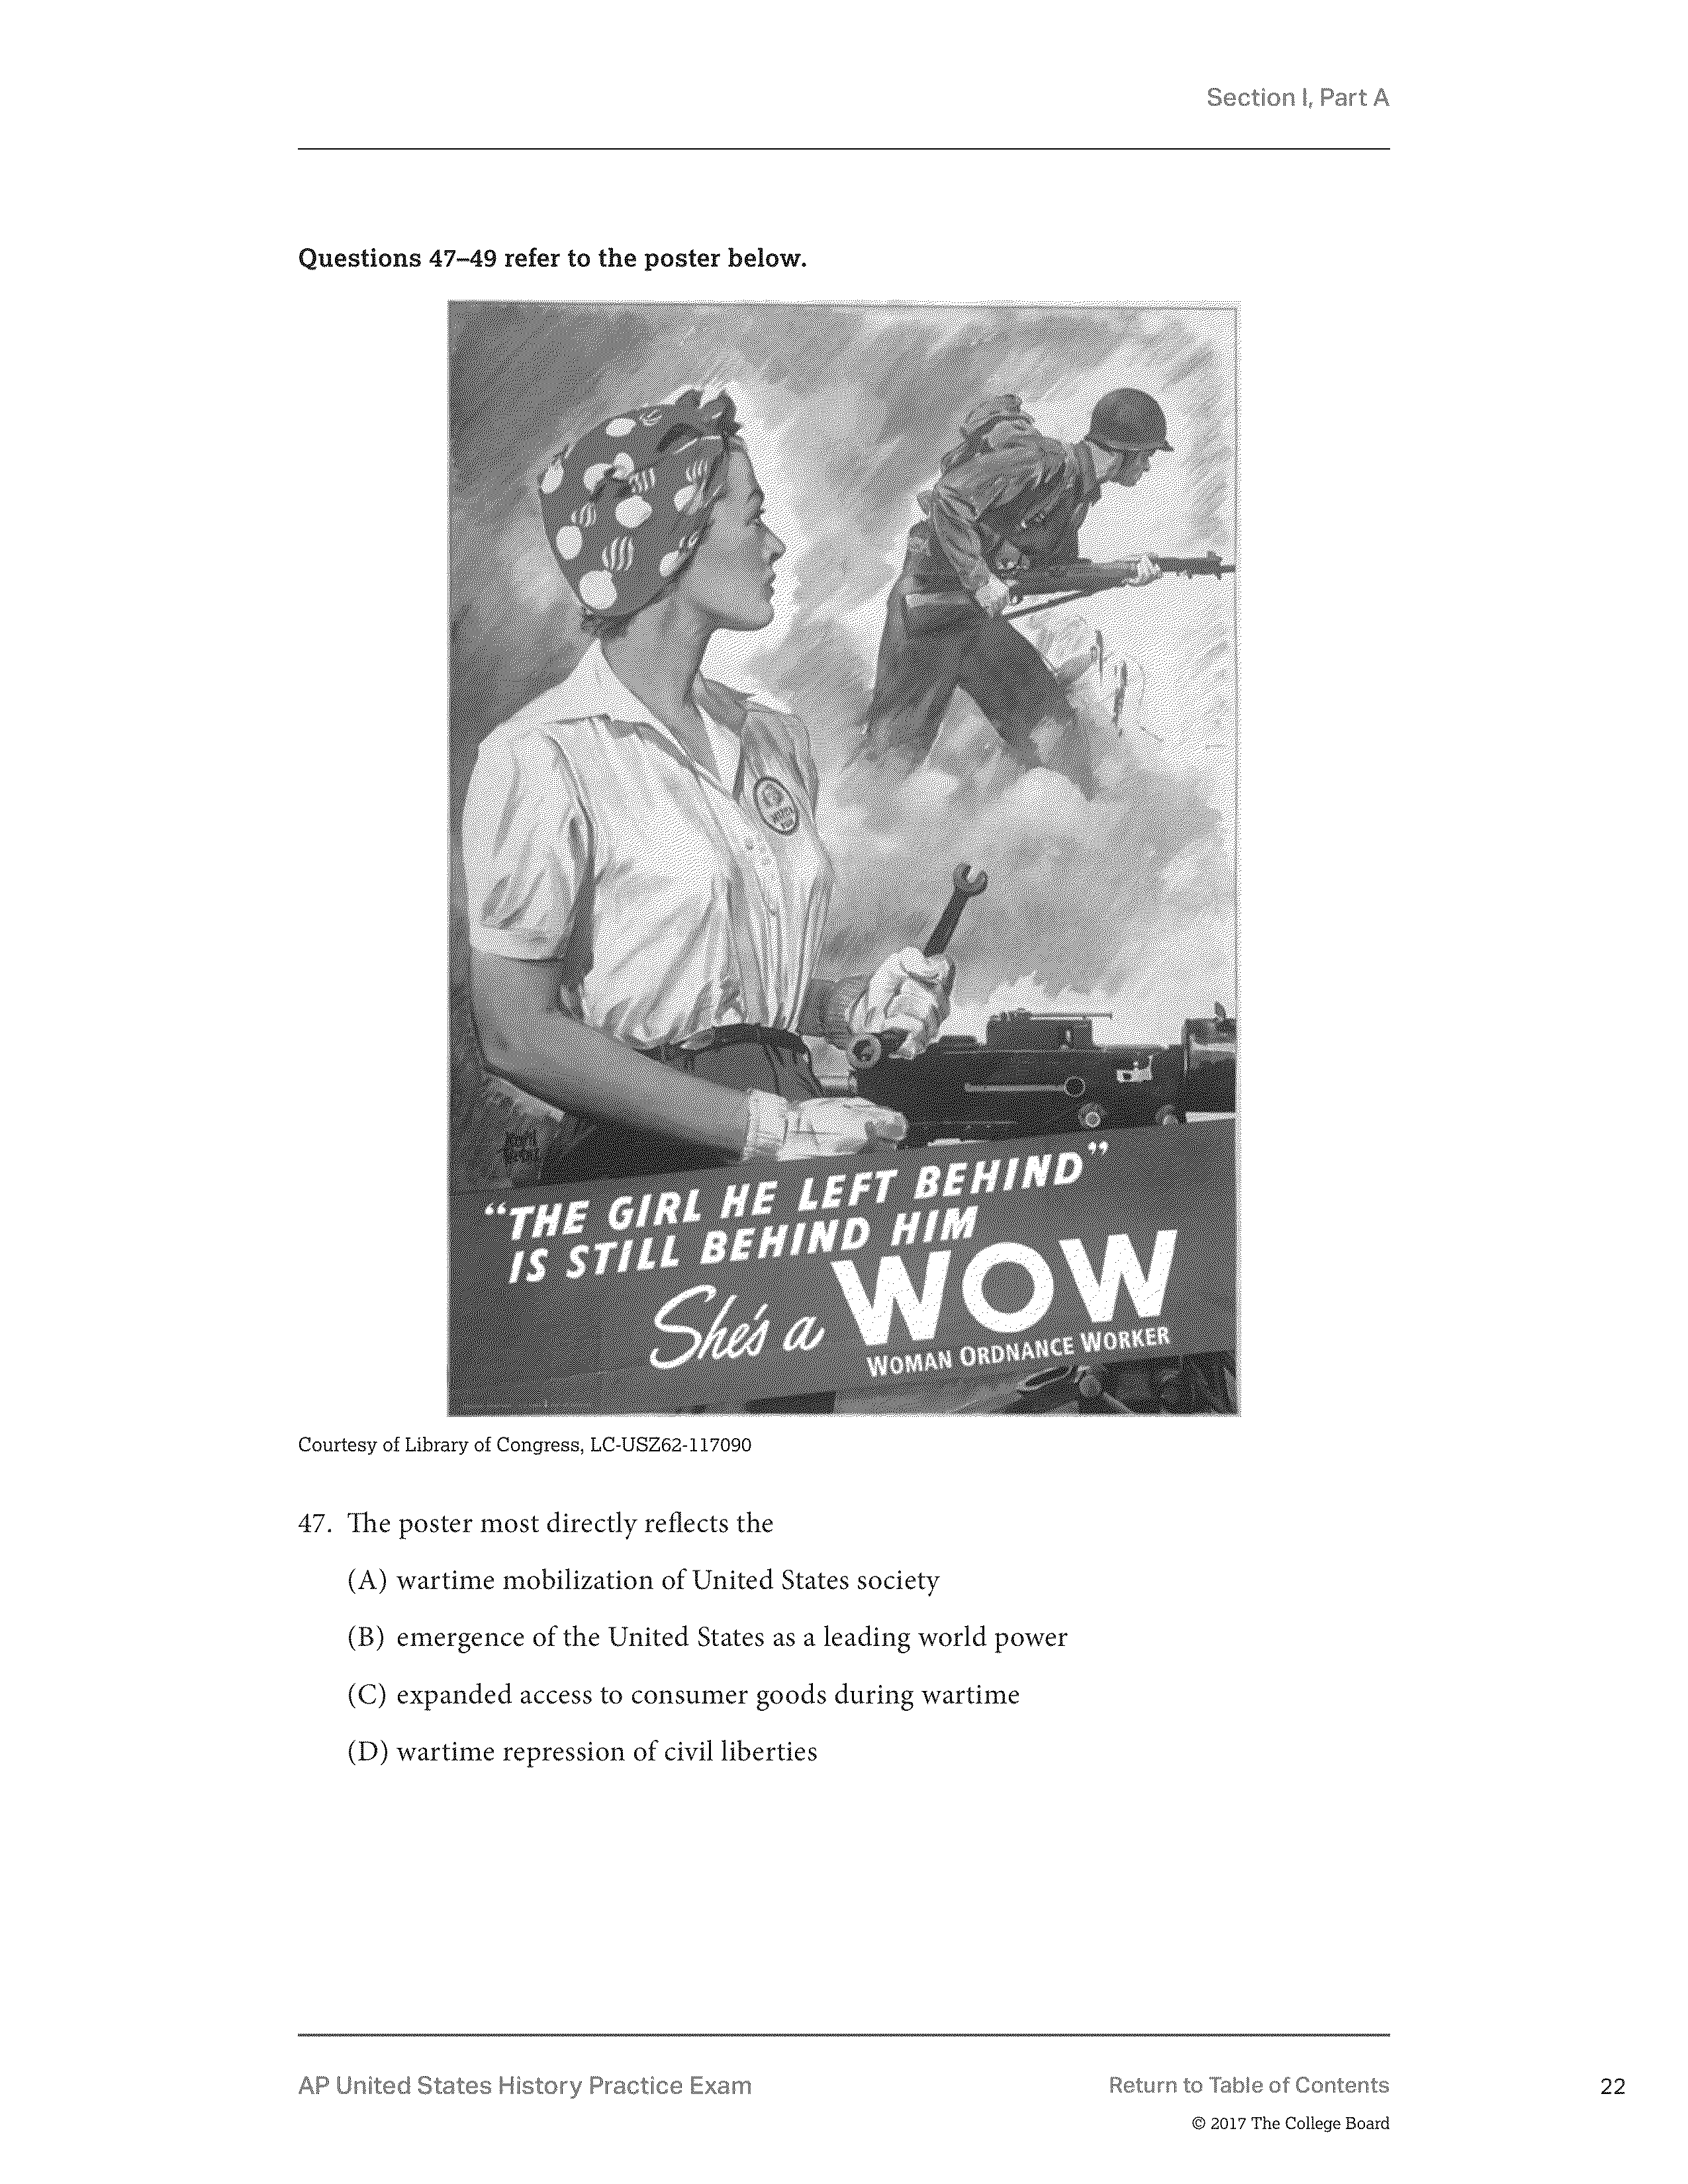 Section I, Part A
Questions 47–49 refer to the poster below.
“THE GIRL HE LEFT BEHIND”
IS STILL BEHIND HIM
She's a WOW
WOMAN ORDNANCE WORKER
Courtesy of Library of Congress, LC-USZ62-117090
47. The poster most directly reflects the
(A) wartime mobilization of United States society
(B) emergence of the United States as a leading world power
(C) expanded access to consumer goods during wartime
(D) wartime repression of civil liberties
AP United States History Practice Exam
Return to Table of Contents
22
© 2017 The College Board